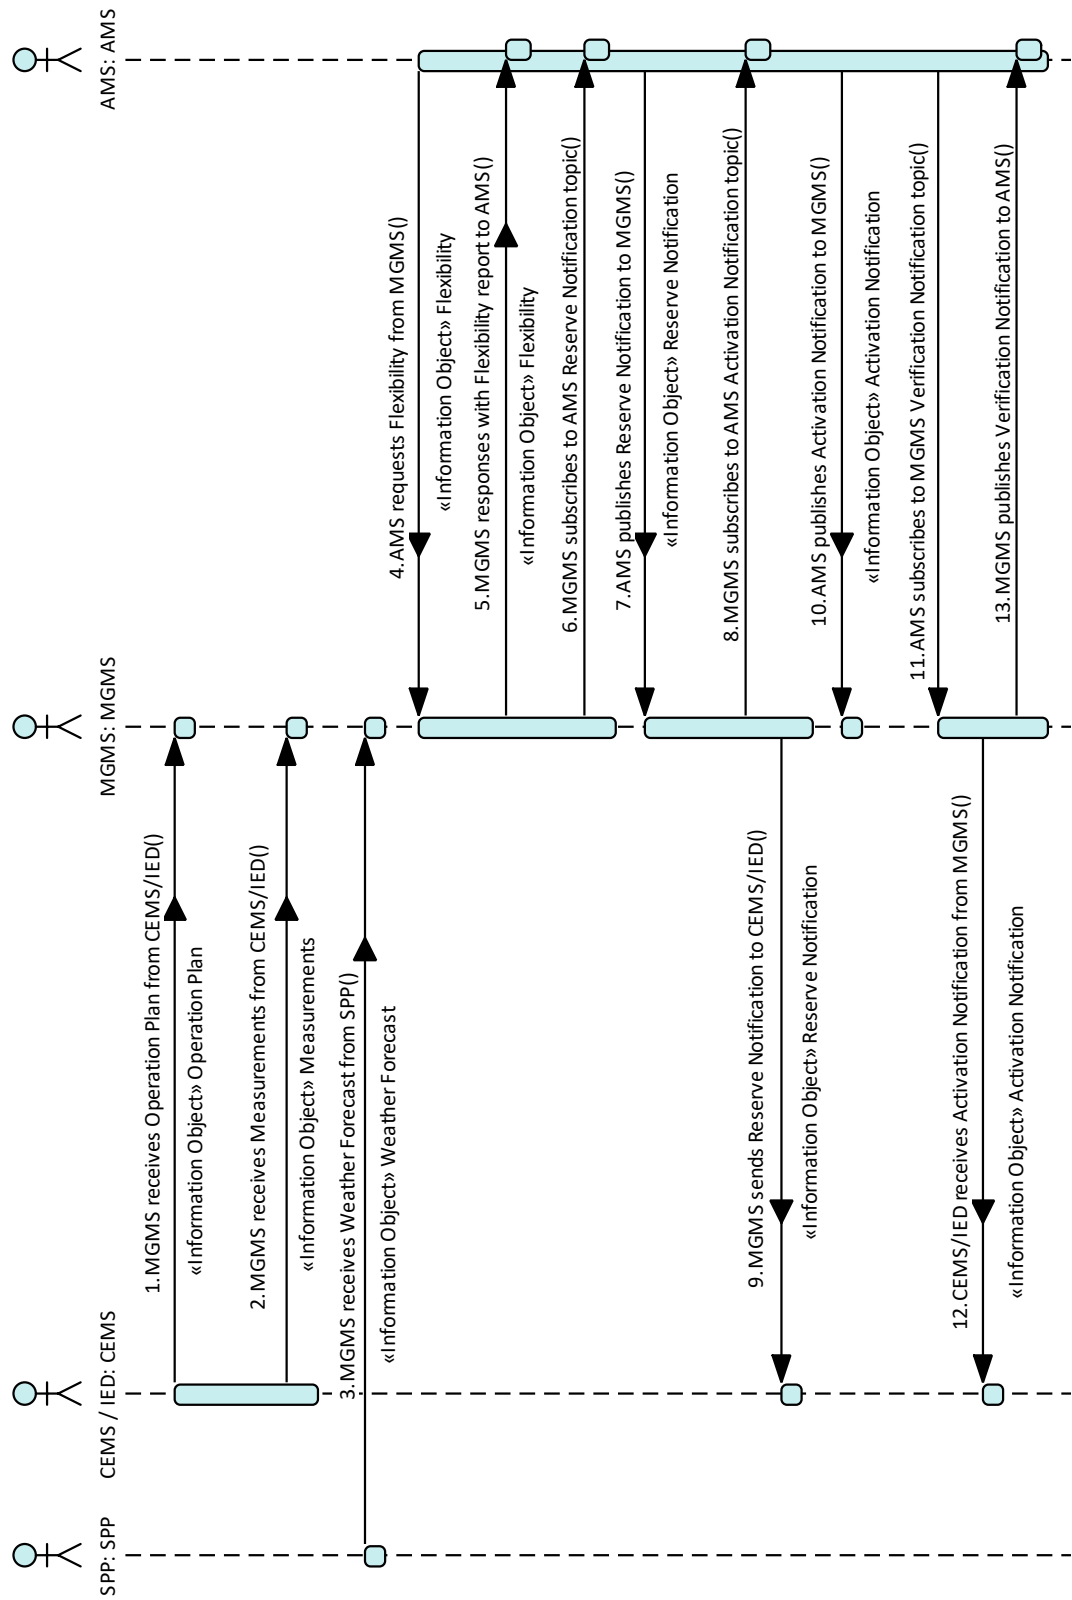 SPP: SPP
CEMS / IED: CEMS
MGMS: MGMS
AMS: AMS
1.MGMS receives Operation Plan from CEMS/IED()
«Information Object» Operation Plan
2.MGMS receives Measurements from CEMS/IED()
«Information Object» Measurements
3.MGMS receives Weather Forecast from SPP()
«Information Object» Weather Forecast
4.AMS requests Flexibility from MGMS()
«Information Object» Flexibility
5.MGMS responses with Flexibility report to AMS()
«Information Object» Flexibility
6.MGMS subscribes to AMS Reserve Notification topic()
7.AMS publishes Reserve Notification to MGMS()
«Information Object» Reserve Notification
8.MGMS subscribes to AMS Activation Notification topic()
9.MGMS sends Reserve Notification to CEMS/IED()
«Information Object» Reserve Notification
10.AMS publishes Activation Notification to MGMS()
«Information Object» Activation Notification
11.AMS subscribes to MGMS Verification Notification topic()
12.CEMS/IED receives Activation Notification from MGMS()
«Information Object» Activation Notification
13.MGMS publishes Verification Notification to AMS()